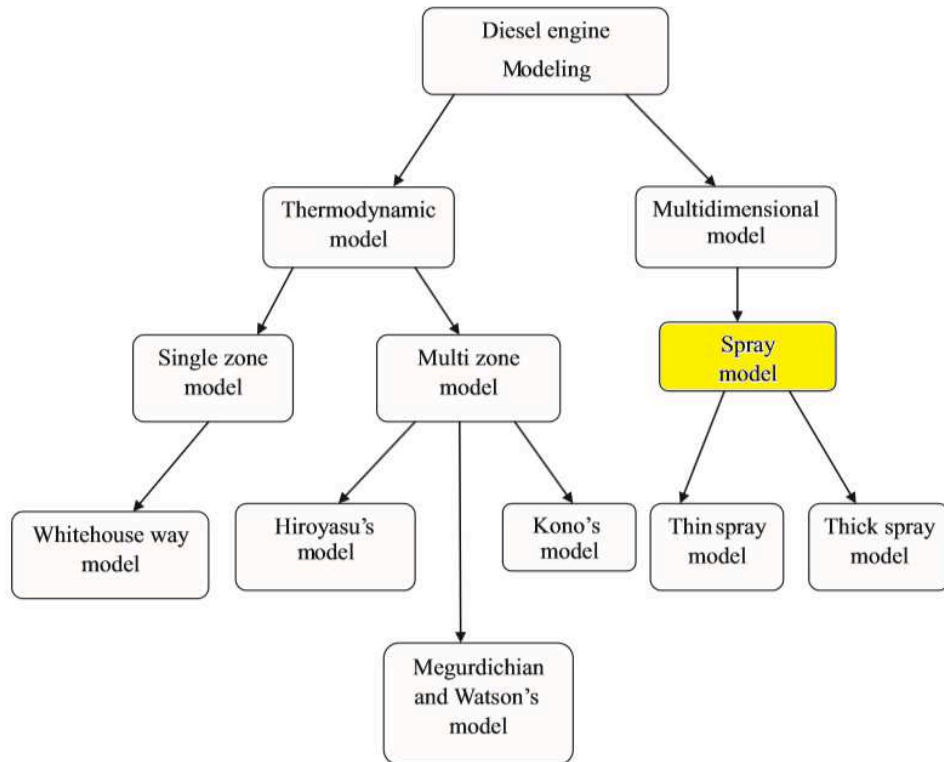 Diesel engine
Modeling
Thermodynamic
model
Multidimensional
model
Single zone
model
Multi zone
model
Spray
model
Whitehouse way
model
Hiroyasu's
model
Kono's
model
Thin spray
model
Thick spray
model
Megurdichian
and Watson's
model